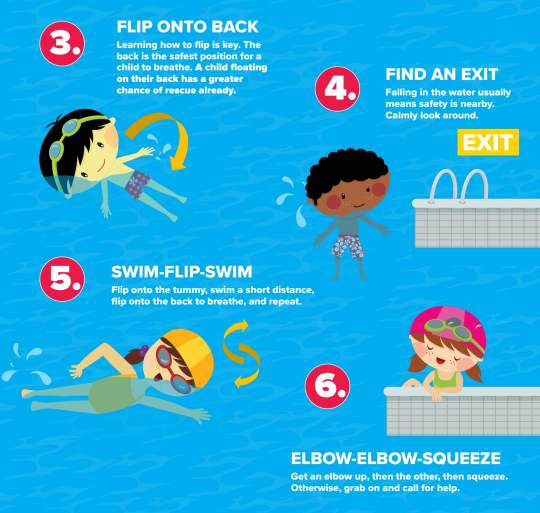 3.
FLIP ONTO BACK
Learning how to flip is key. The
back is the safest position for a
child to breathe. A child floating
on their back has a greater
chance of rescue already.
4.
FIND AN EXIT
Falling in the water usually
means safety is nearby.
Calmly look around.
EXIT
5.
SWIM-FLIP-SWIM
Flip onto the tummy, swim a short distance,
flip onto the back to breathe, and repeat.
6.
ELBOW-ELBOW-SQUEEZE
Get an elbow up, then the other, then squeeze.
Otherwise, grab on and call for help.